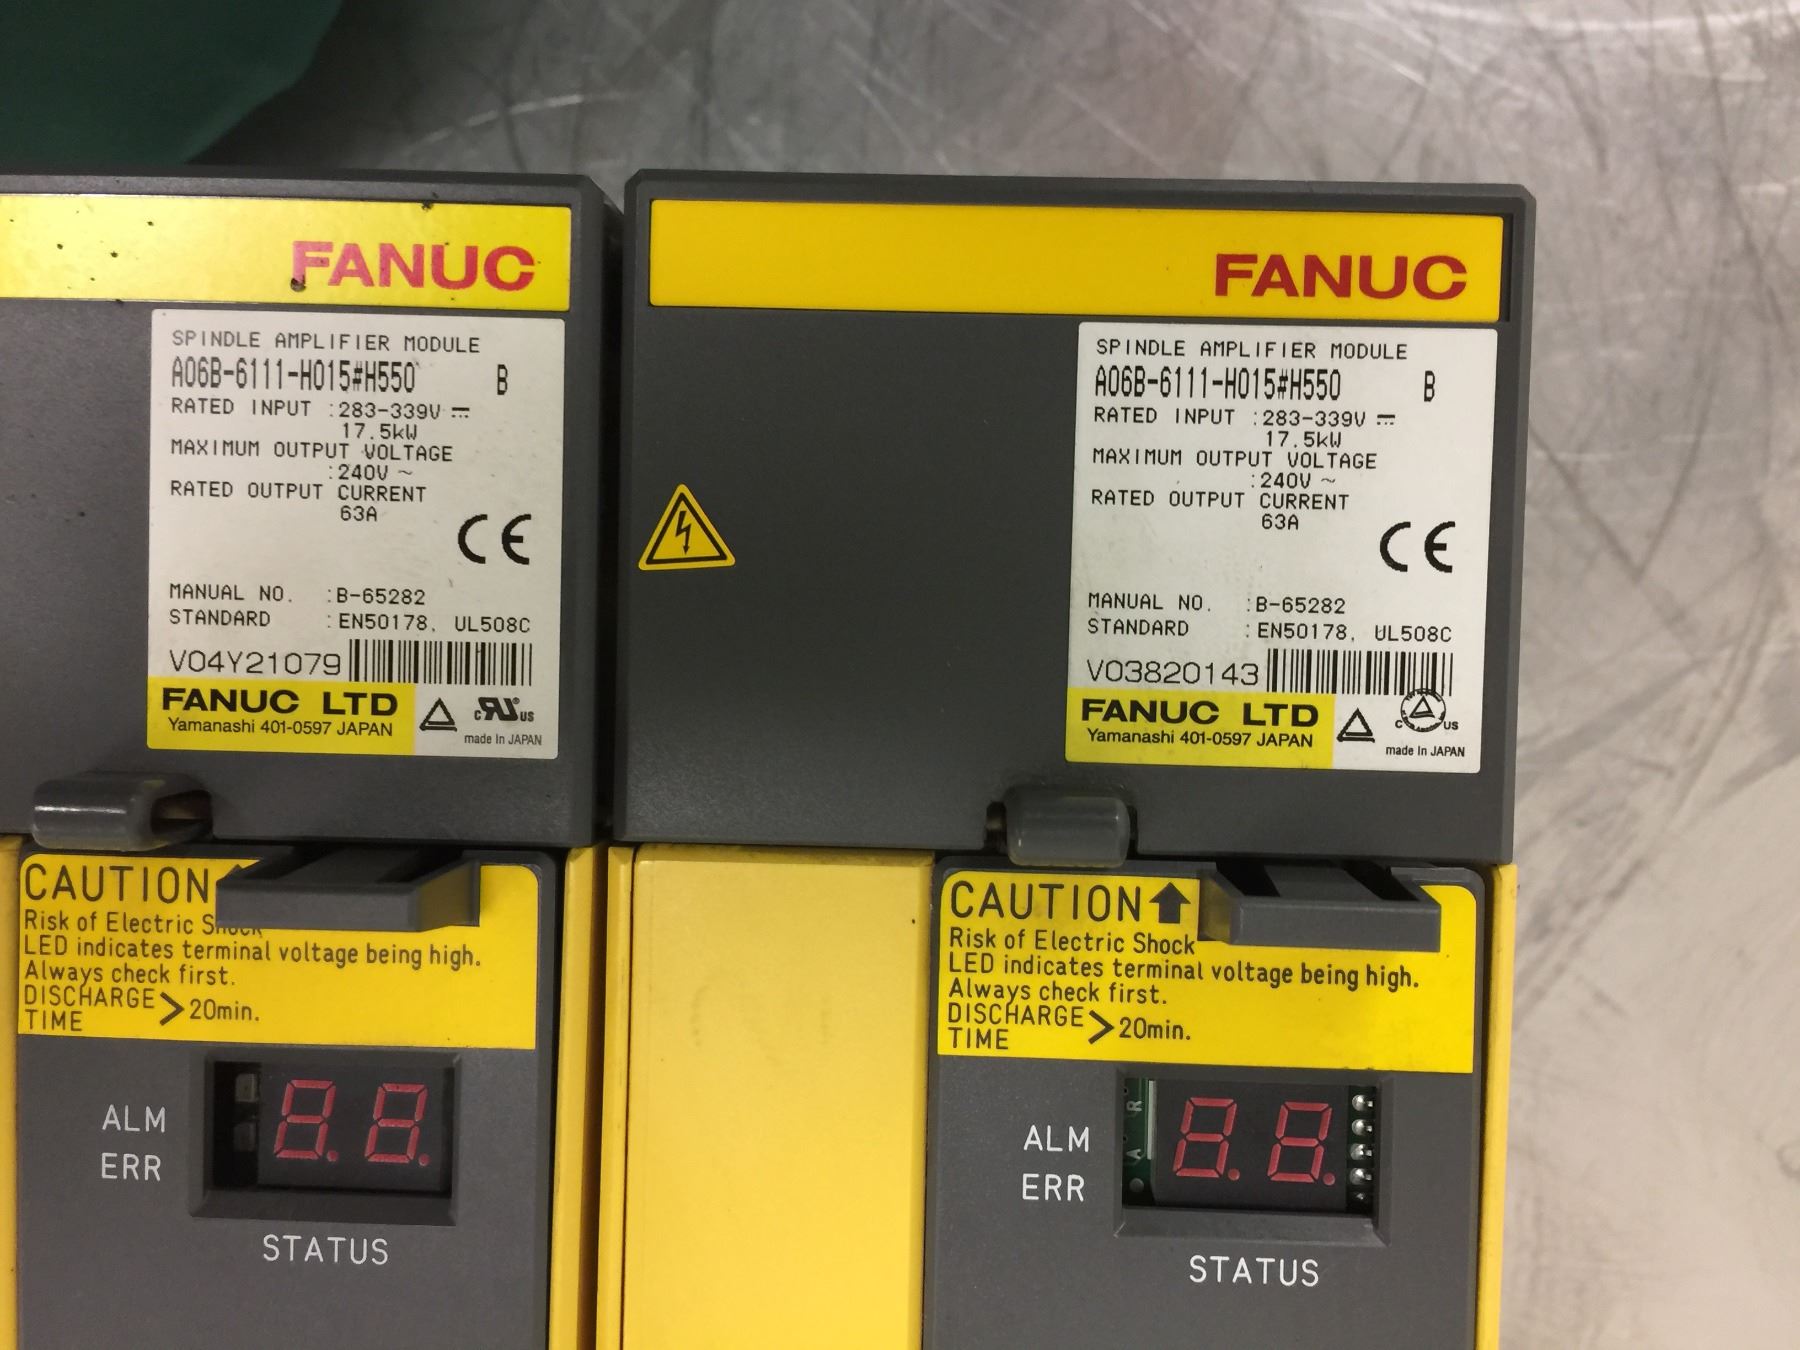 FANUC
SPINDLE AMPLIFIER MODULE
A06B-6111-H015#H550 B
RATED INPUT :283-339V ⎓
17.5kW
MAXIMUM OUTPUT VOLTAGE
:240V ~
RATED OUTPUT CURRENT
63A
CE
MANUAL NO. :B-65282
STANDARD :EN50178, UL508C
V04Y21079
FANUC LTD
Yamanashi 401-0597 JAPAN
c US
made In JAPAN
CAUTION
Risk of Electric Shock
LED indicates terminal voltage being high.
Always check first.
DISCHARGE
TIME > 20min.
8.8.
ALM
ERR
STATUS
FANUC
SPINDLE AMPLIFIER MODULE
A06B-6111-H015#H550 B
RATED INPUT :283-339V ⎓
17.5kW
MAXIMUM OUTPUT VOLTAGE
:240V ~
RATED OUTPUT CURRENT
63A
CE
MANUAL NO. :B-65282
STANDARD :EN50178, UL508C
V03820143
FANUC LTD
Yamanashi 401-0597 JAPAN
C US
made In JAPAN
CAUTION
Risk of Electric Shock
LED indicates terminal voltage being high.
Always check first.
DISCHARGE
TIME > 20min.
R
A
8.8.
ALM
ERR
STATUS